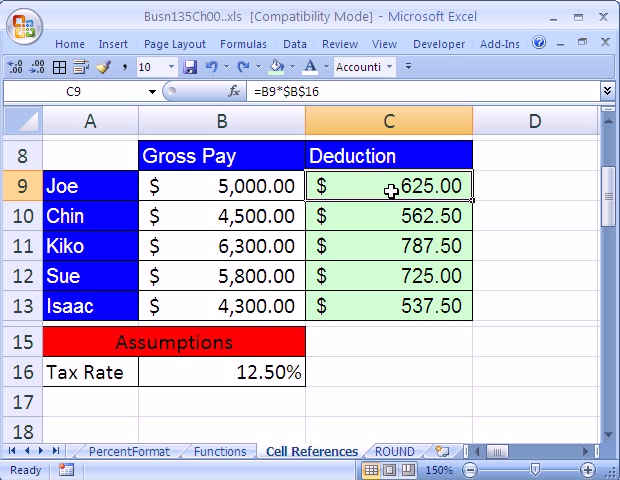 Busn135Ch00..xls [Compatibility Mode] - Microsoft Excel
Home Insert Page Layout Formulas Data Review View Developer Add-Ins
10 Accounti
C9 fx =B9*$B$16
A B C D
8 Gross Pay Deduction
9 Joe $ 5,000.00 $ 625.00
10 Chin $ 4,500.00 $ 562.50
11 Kiko $ 6,300.00 $ 787.50
12 Sue $ 5,800.00 $ 725.00
13 Isaac $ 4,300.00 $ 537.50
15 Assumptions
16 Tax Rate 12.50%
17
18
PercentFormat Functions Cell References ROUND
Ready 150%